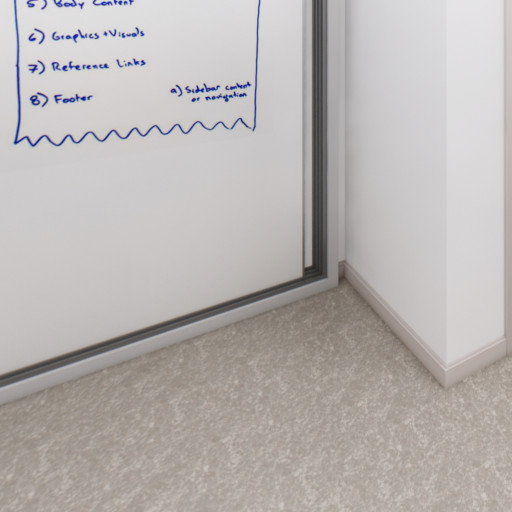 5) Body Content
6) Graphics + Visuals
7) Reference Links
8) Footer
a) Sidebar content
or navigation